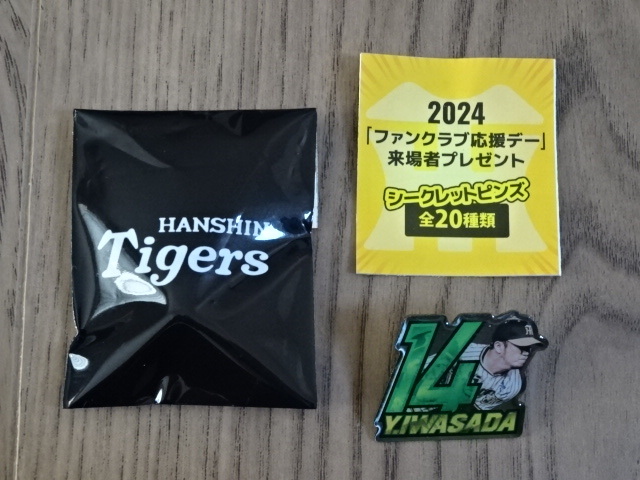 HANSHIN
Tigers
2024
「ファンクラブ応援デー」
来場者プレゼント
シークレットピンズ
全20種類
14
Y.IWASADA